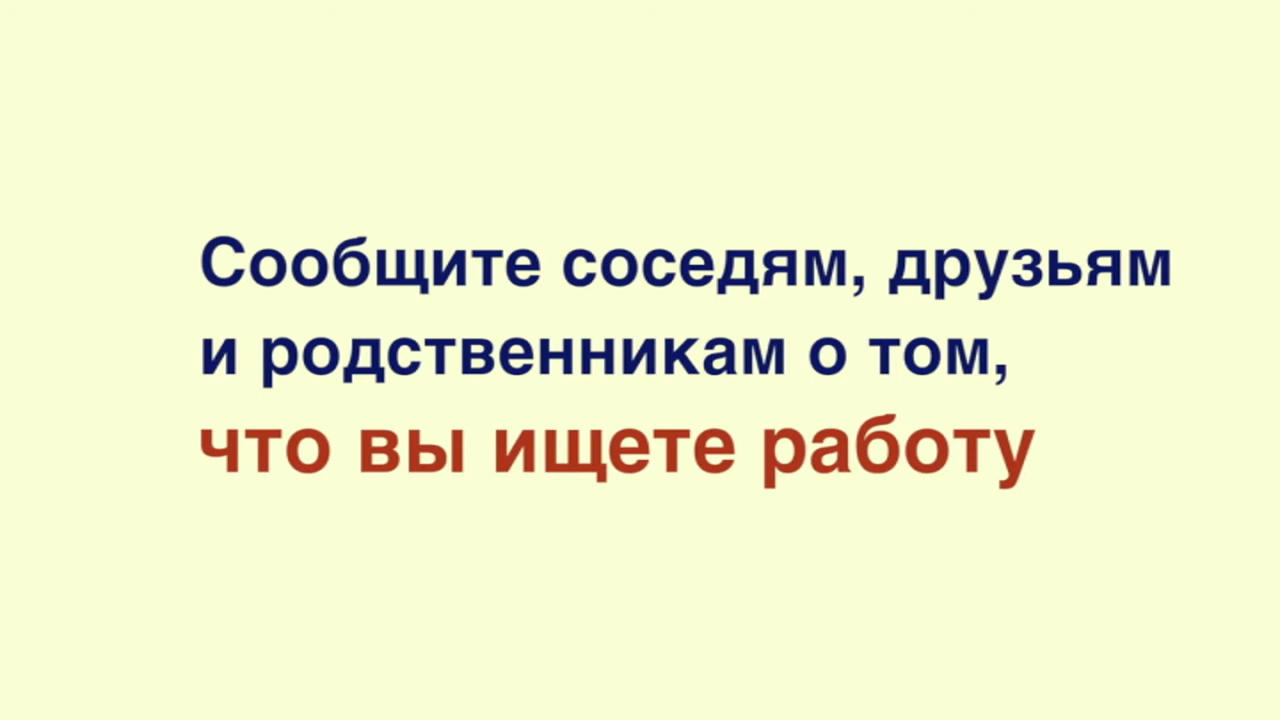 Сообщите соседям, друзьям
и родственникам о том,
что вы ищете работу